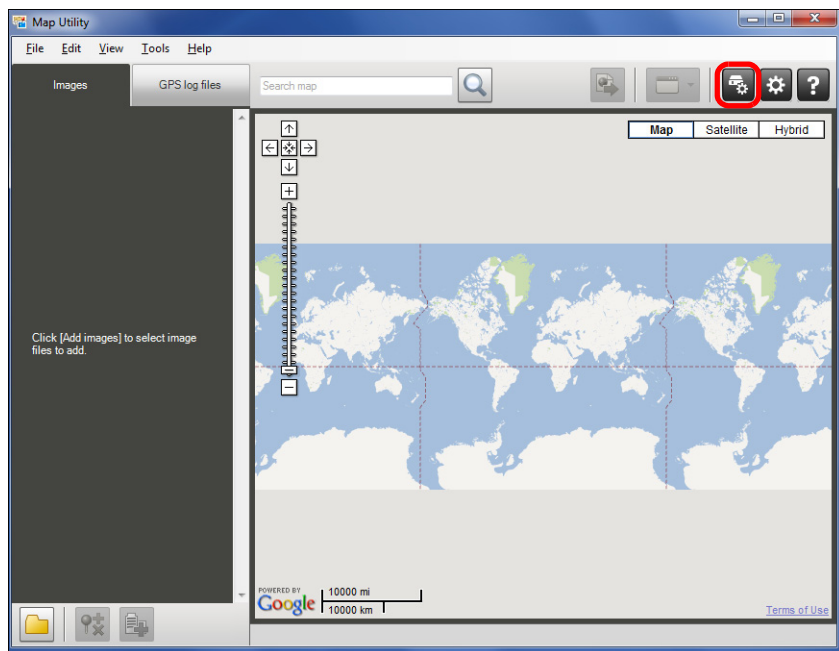 Map Utility
File Edit View Tools Help
Images
GPS log files
Search map
?
Map
Satellite
Hybrid
Click [Add images] to select image
files to add.
POWERED BY
Google
10000 mi
10000 km
Terms of Use